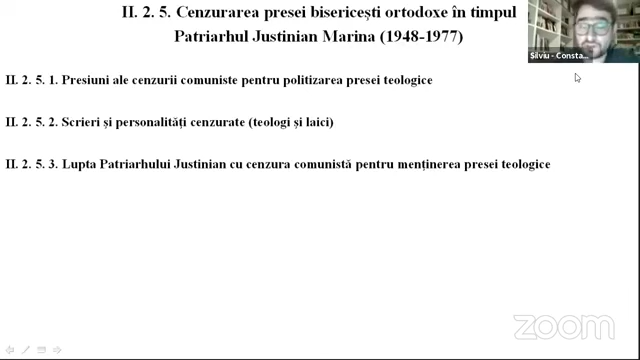 II. 2. 5. Cenzurarea presei bisericești ortodoxe în timpul
Patriarhul Justinian Marina (1948-1977)
Silviu - Consta...
II. 2. 5. 1. Presiuni ale cenzurii comuniste pentru politizarea presei teologice
II. 2. 5. 2. Scrieri și personalități cenzurate (teologi și laici)
II. 2. 5. 3. Lupta Patriarhului Justinian cu cenzura comunistă pentru menținerea presei teologice
zoom